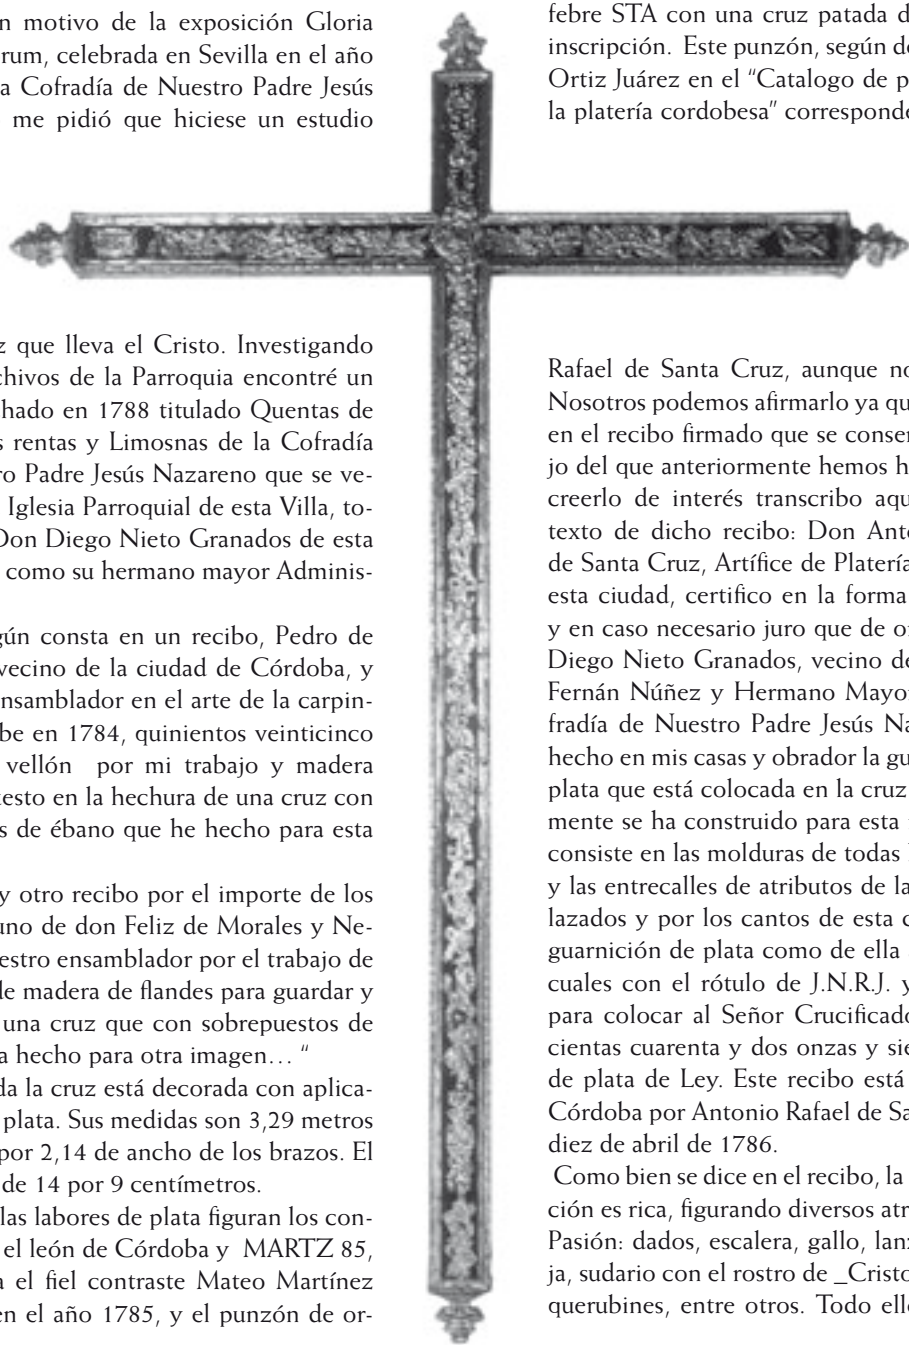 n motivo de la exposición Gloria
rum, celebrada en Sevilla en el año
a Cofradía de Nuestro Padre Jesús
me pidió que hiciese un estudio
z que lleva el Cristo. Investigando
chivos de la Parroquia encontré un
hado en 1788 titulado Quentas de
s rentas y Limosnas de la Cofradía
ro Padre Jesús Nazareno que se ve-
Iglesia Parroquial de esta Villa, to-
Don Diego Nieto Granados de esta
como su hermano mayor Adminis-
gún consta en un recibo, Pedro de
vecino de la ciudad de Córdoba, y
nsamblador en el arte de la carpin-
be en 1784, quinientos veinticinco
vellón por mi trabajo y madera
esto en la hechura de una cruz con
s de ébano que he hecho para esta
y otro recibo por el importe de los
uno de don Feliz de Morales y Ne-
estro ensamblador por el trabajo de
de madera de flandes para guardar y
una cruz que con sobrepuestos de
a hecho para otra imagen… “
da la cruz está decorada con aplica-
plata. Sus medidas son 3,29 metros
por 2,14 de ancho de los brazos. El
de 14 por 9 centímetros.
las labores de plata figuran los con-
el león de Córdoba y MARTZ 85,
a el fiel contraste Mateo Martínez
en el año 1785, y el punzón de or-
febre STA con una cruz patada d
inscripción. Este punzón, según de
Ortiz Juárez en el “Catalogo de p
la platería cordobesa” corresponde
Rafael de Santa Cruz, aunque no
Nosotros podemos afirmarlo ya qu
en el recibo firmado que se conser
jo del que anteriormente hemos h
creerlo de interés transcribo aqu
texto de dicho recibo: Don Anto
de Santa Cruz, Artífice de Platería
esta ciudad, certifico en la forma
y en caso necesario juro que de or
Diego Nieto Granados, vecino de
Fernán Núñez y Hermano Mayor
fradía de Nuestro Padre Jesús Na
hecho en mis casas y obrador la gu
plata que está colocada en la cruz
mente se ha construido para esta
consiste en las molduras de todas
y las entrecalles de atributos de la
lazados y por los cantos de esta c
guarnición de plata como de ella
cuales con el rótulo de J.N.R.J. y
para colocar al Señor Crucificado
cientas cuarenta y dos onzas y sie
de plata de Ley. Este recibo está
Córdoba por Antonio Rafael de Sa
diez de abril de 1786.
Como bien se dice en el recibo, la
ción es rica, figurando diversos atr
Pasión: dados, escalera, gallo, lanz
ja, sudario con el rostro de _Cristo
querubines, entre otros. Todo ello